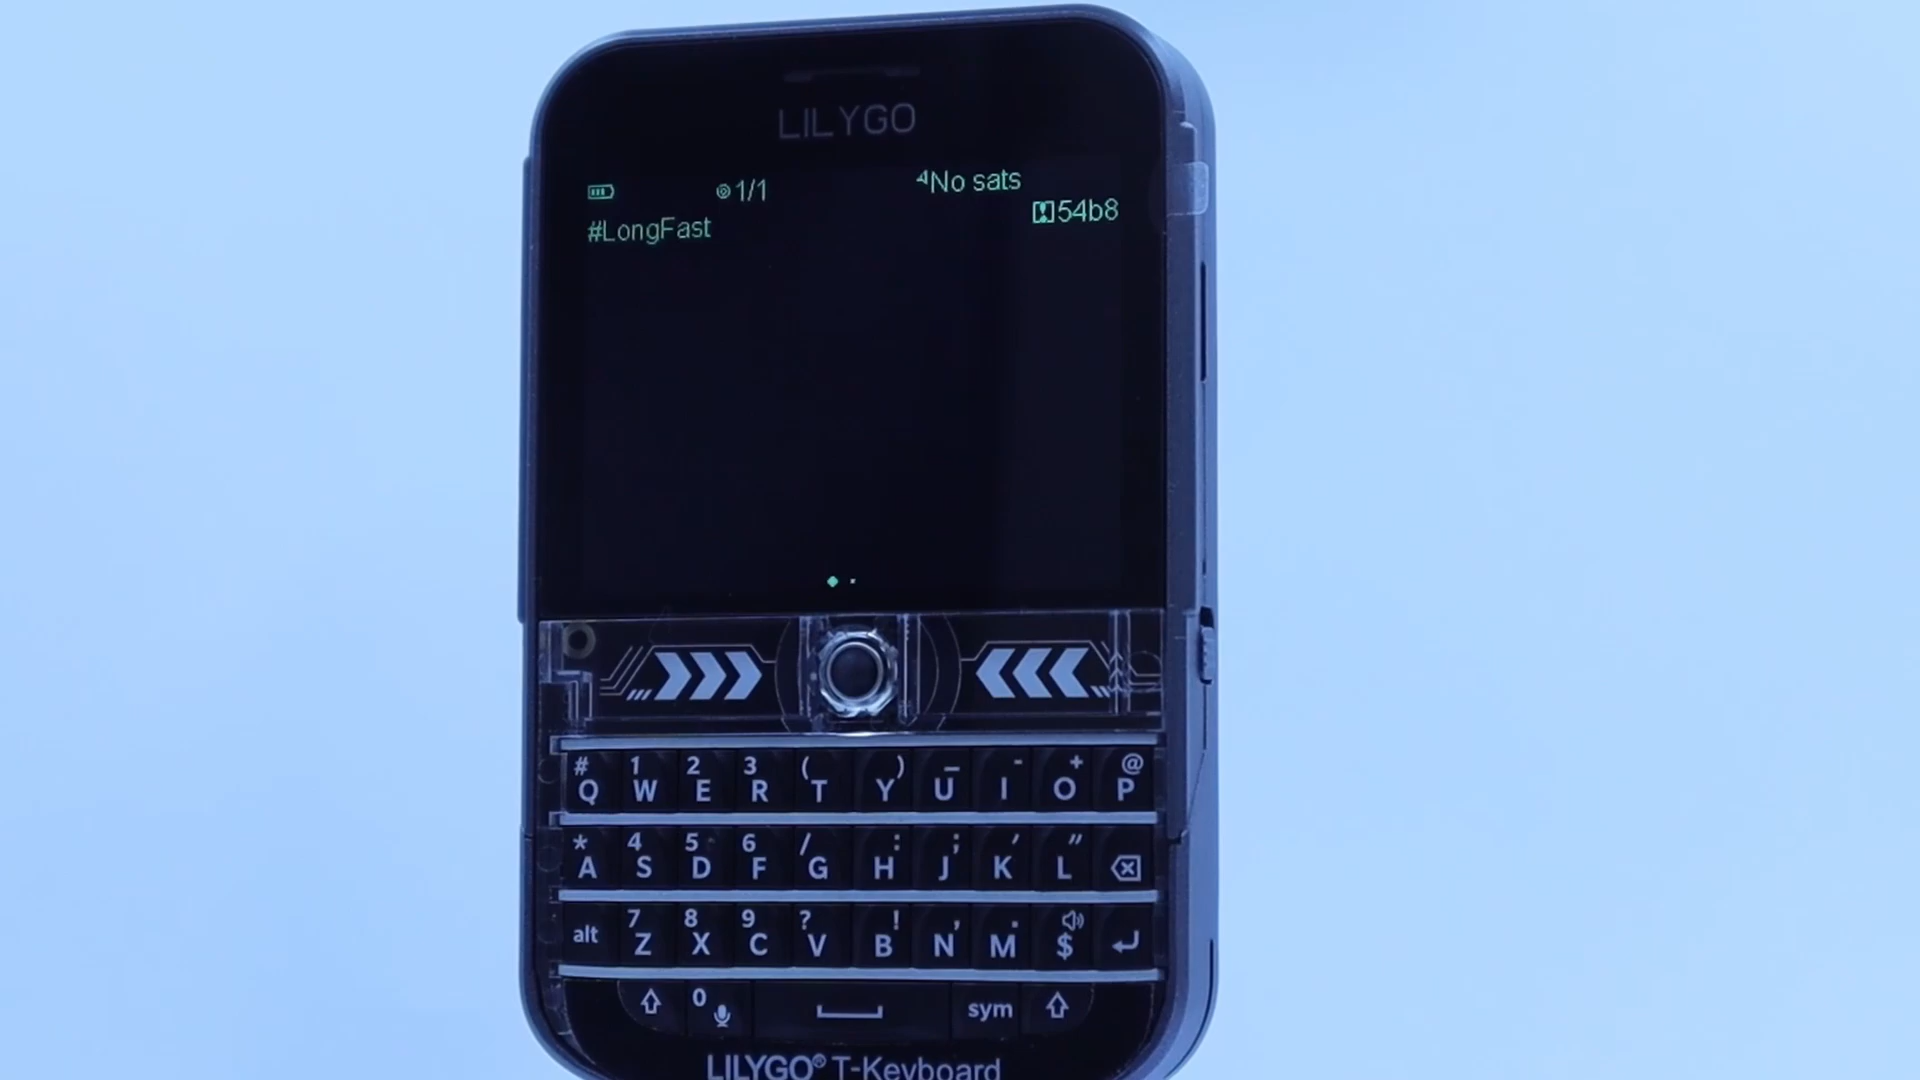 LILYGO
1/1
No sats
54b8
#LongFast
# 1 2 3 ( ) _ - + @
Q W E R T Y U I O P
* 4 5 6 / : ; ' "
A S D F G H J K L
7 8 9 ? ! , .
alt Z X C V B N M $
0
sym
LILYGO® T-Keyboard